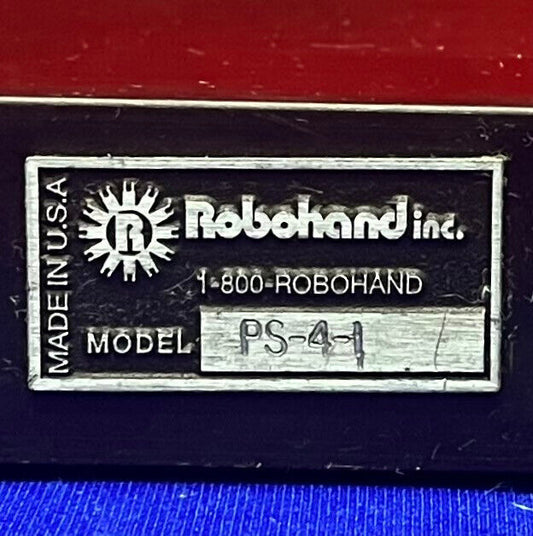 MADE IN U.S.A
R Robohand inc.
1-800-ROBOHAND
MODEL PS-4-1